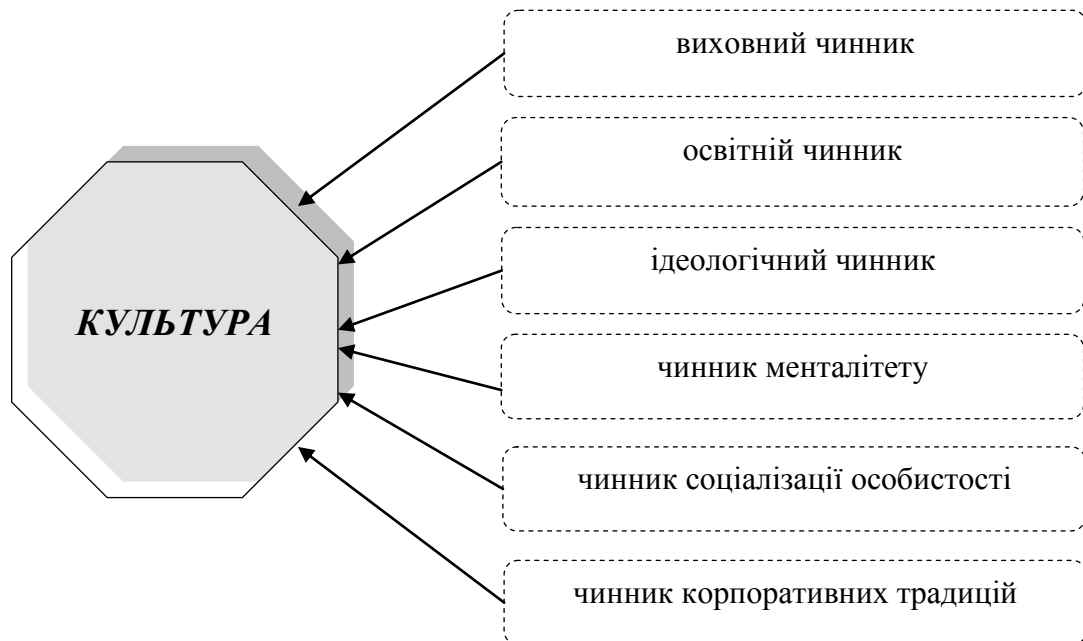 виховний чинник
освітній чинник
ідеологічний чинник
КУЛЬТУРА
чинник менталітету
чинник соціалізації особистості
чинник корпоративних традицій